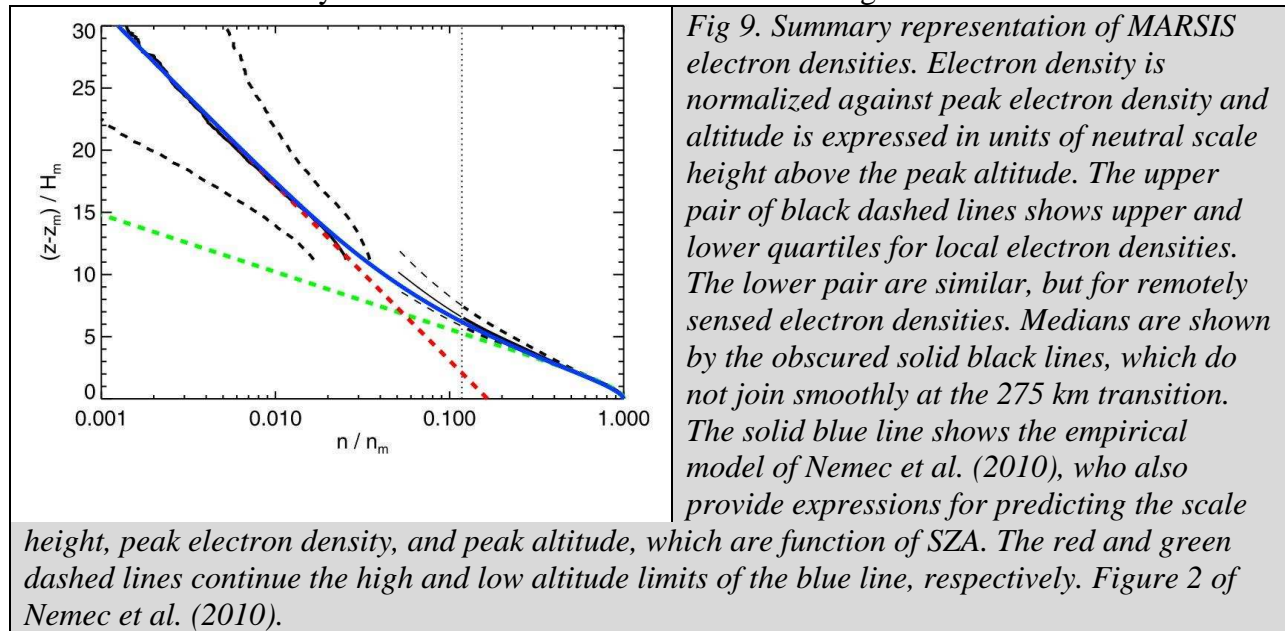 30
25
20
15
10
5
0
(z-z_m) / H_m
0.001 0.010 0.100 1.000
n / n_m
Fig 9. Summary representation of MARSIS
electron densities. Electron density is
normalized against peak electron density and
altitude is expressed in units of neutral scale
height above the peak altitude. The upper
pair of black dashed lines shows upper and
lower quartiles for local electron densities.
The lower pair are similar, but for remotely
sensed electron densities. Medians are shown
by the obscured solid black lines, which do
not join smoothly at the 275 km transition.
The solid blue line shows the empirical
model of Nemec et al. (2010), who also
provide expressions for predicting the scale
height, peak electron density, and peak altitude, which are function of SZA. The red and green
dashed lines continue the high and low altitude limits of the blue line, respectively. Figure 2 of
Nemec et al. (2010).